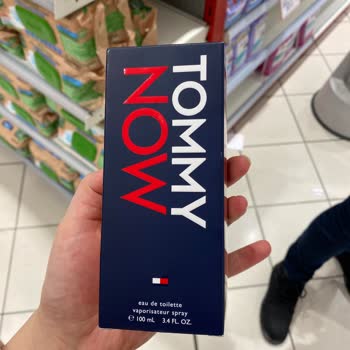 TOMMY
NOW
eau de toilette
vaporisateur spray
℮ 100 mL 3.4 FL. OZ.